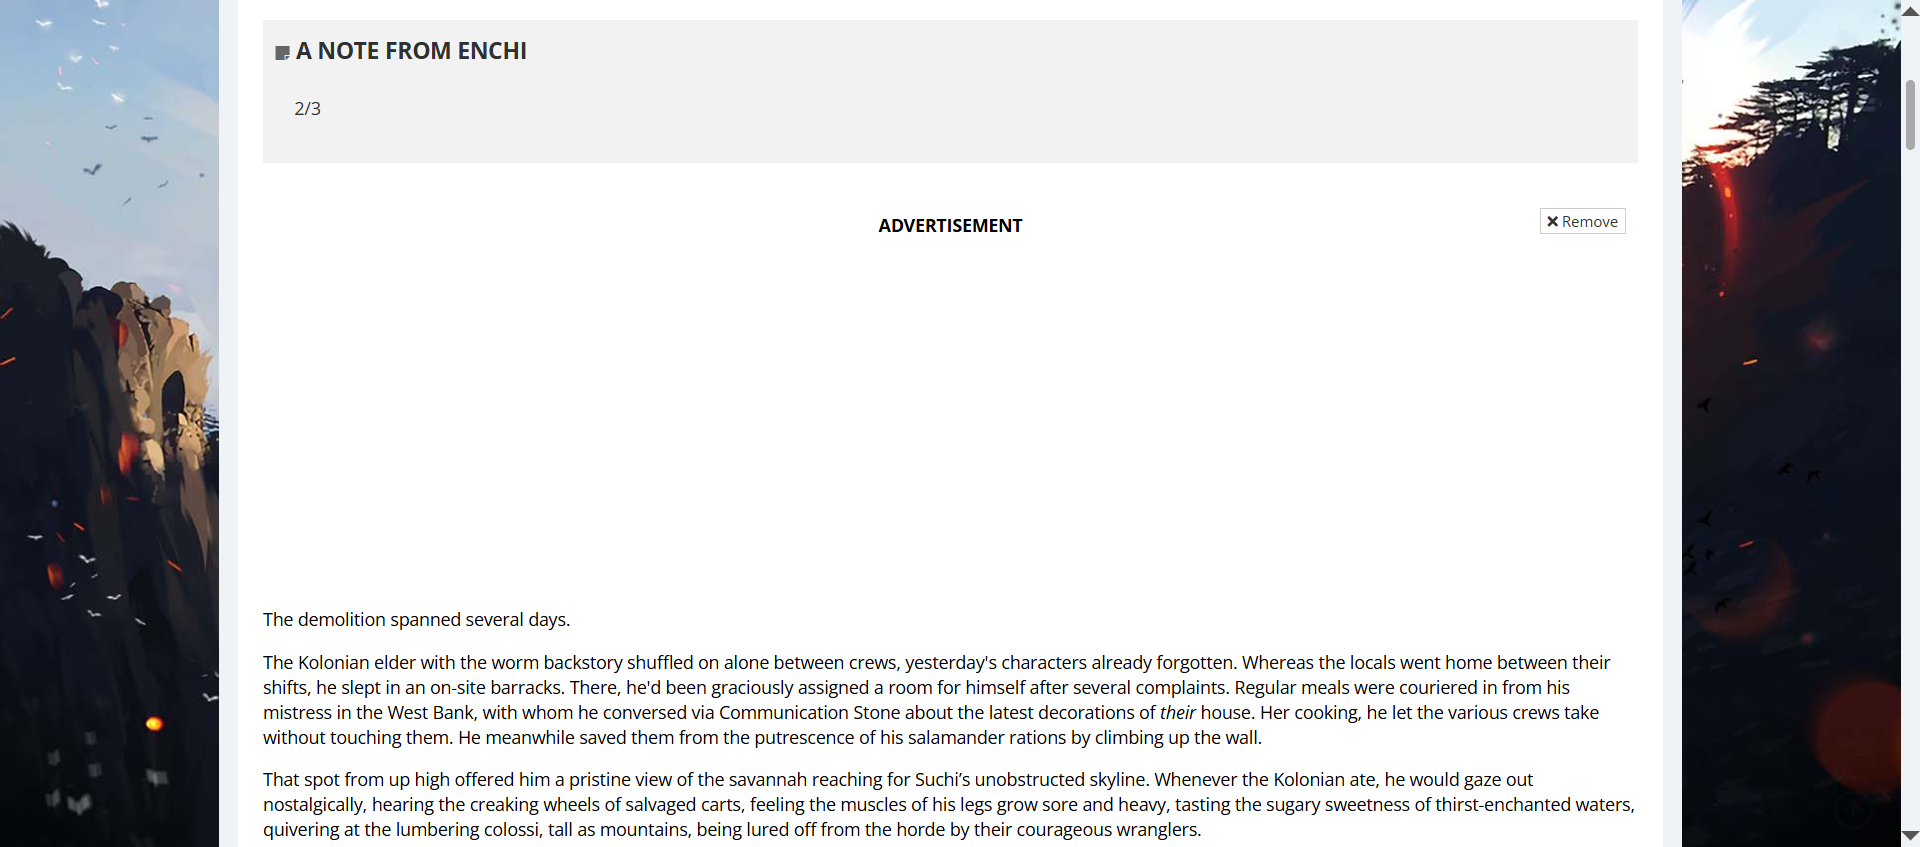 A NOTE FROM ENCHI
2/3
ADVERTISEMENT
Remove
The demolition spanned several days.
The Kolonian elder with the worm backstory shuffled on alone between crews, yesterday's characters already forgotten. Whereas the locals went home between their
shifts, he slept in an on-site barracks. There, he'd been graciously assigned a room for himself after several complaints. Regular meals were couriered in from his
mistress in the West Bank, with whom he conversed via Communication Stone about the latest decorations of their house. Her cooking, he let the various crews take
without touching them. He meanwhile saved them from the putrescence of his salamander rations by climbing up the wall.
That spot from up high offered him a pristine view of the savannah reaching for Suchi’s unobstructed skyline. Whenever the Kolonian ate, he would gaze out
nostalgically, hearing the creaking wheels of salvaged carts, feeling the muscles of his legs grow sore and heavy, tasting the sugary sweetness of thirst-enchanted waters,
quivering at the lumbering colossi, tall as mountains, being lured off from the horde by their courageous wranglers.